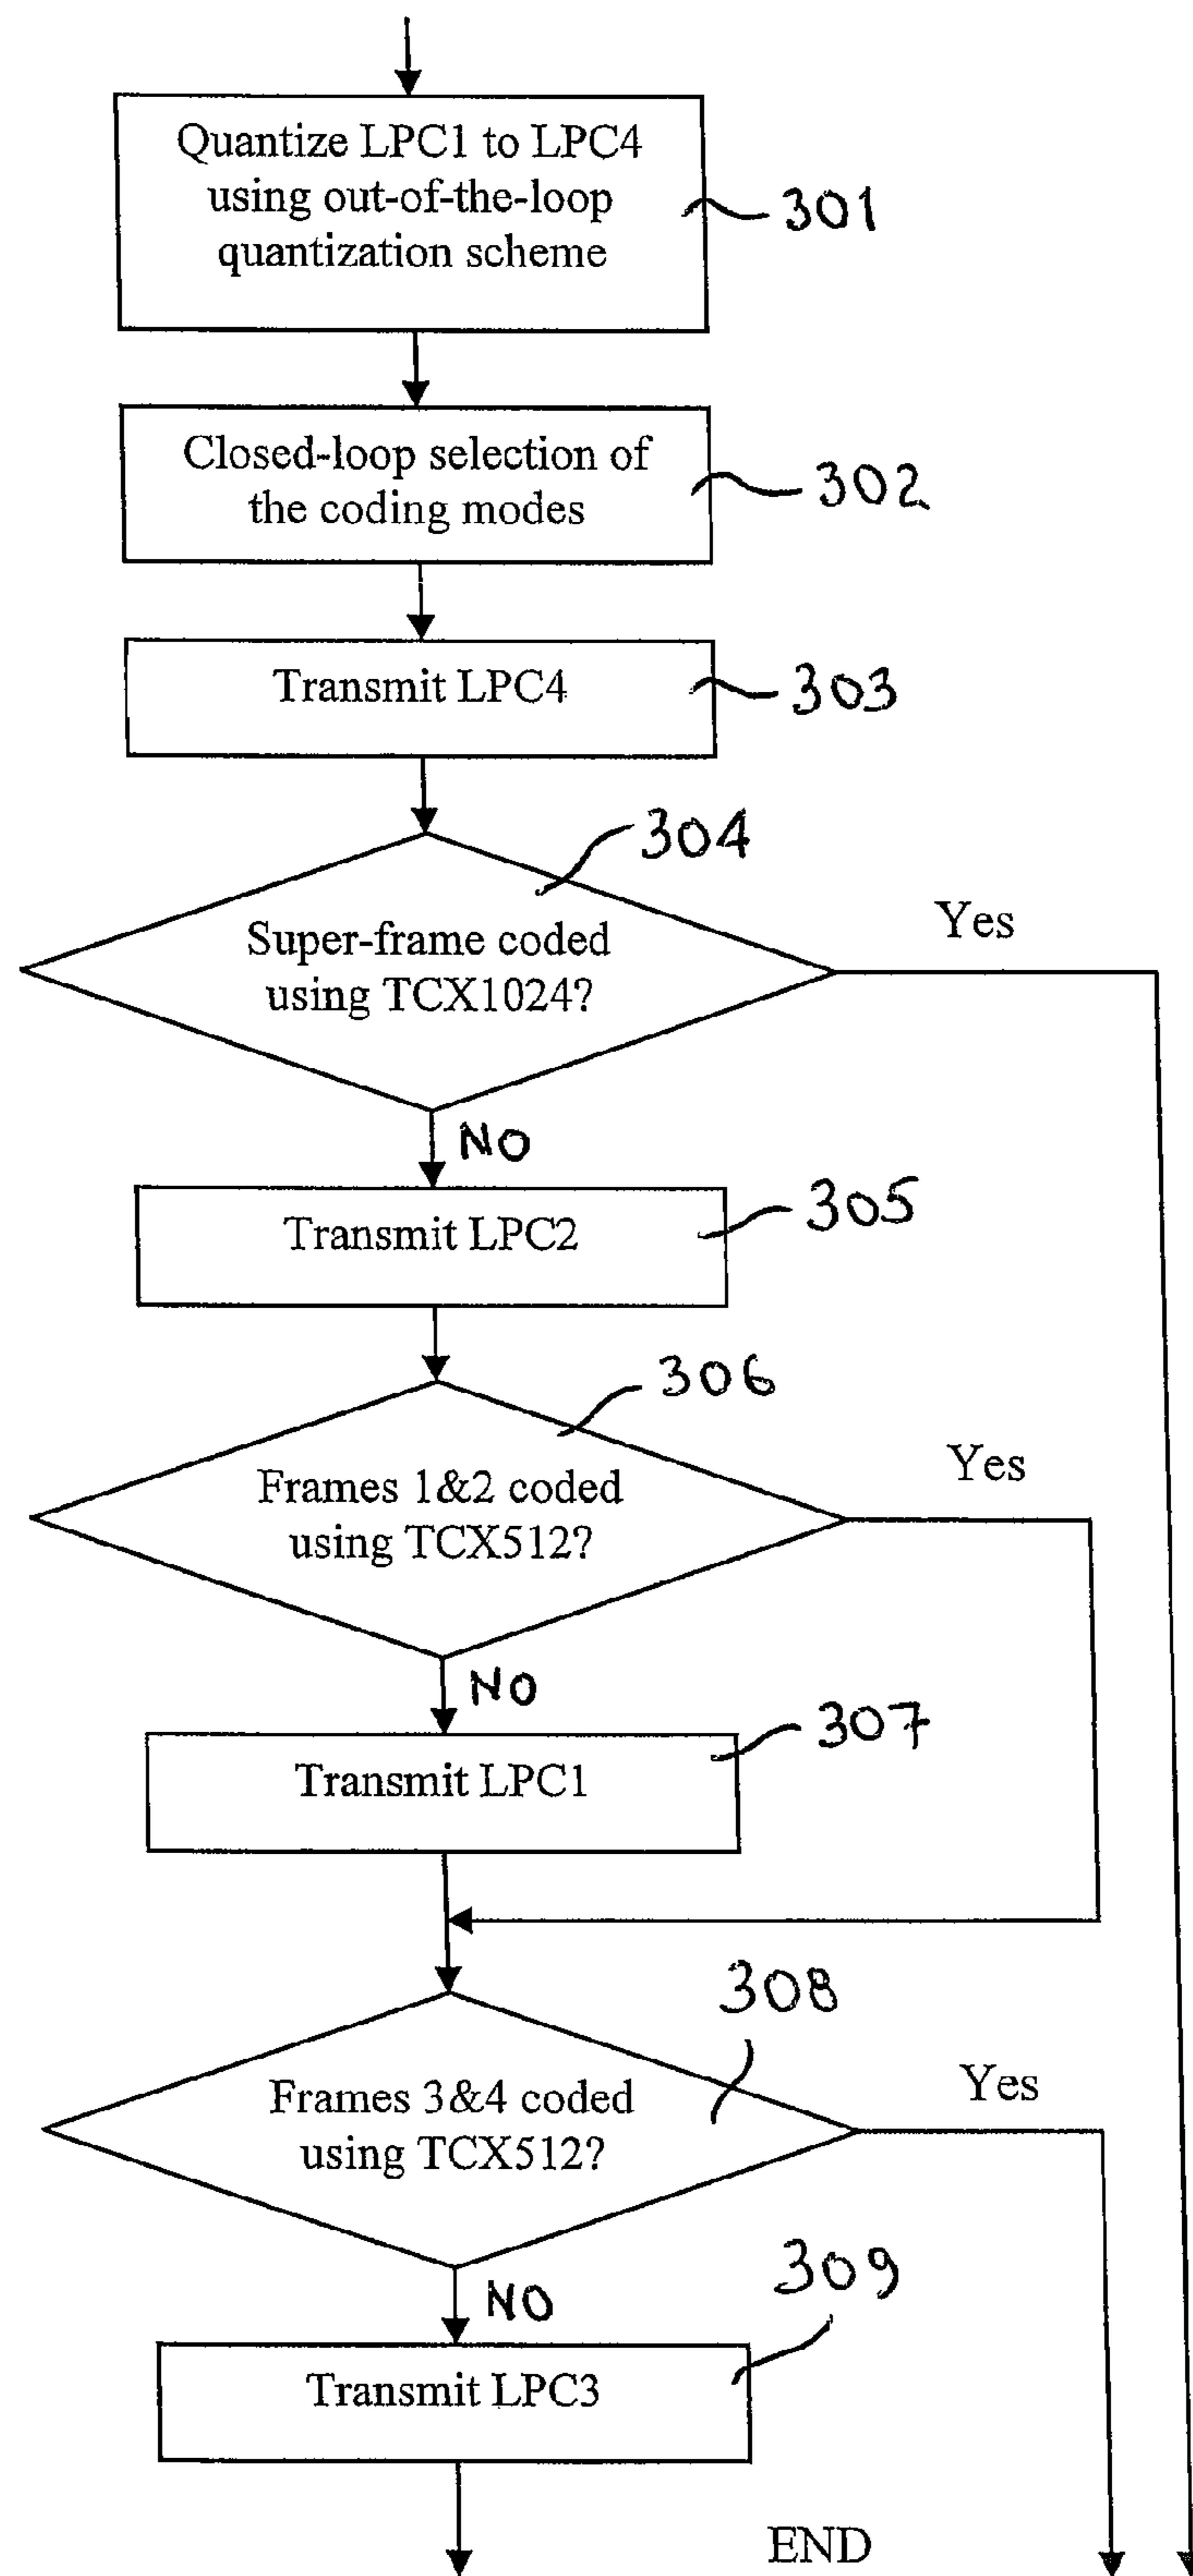 Quantize LPC1 to LPC4
using out-of-the-loop
quantization scheme
301
Closed-loop selection of
the coding modes
302
Transmit LPC4
303
304
Super-frame coded
using TCX1024?
Yes
NO
Transmit LPC2
305
306
Frames 1&2 coded
using TCX512?
Yes
NO
Transmit LPC1
307
308
Frames 3&4 coded
using TCX512?
Yes
NO
309
Transmit LPC3
END